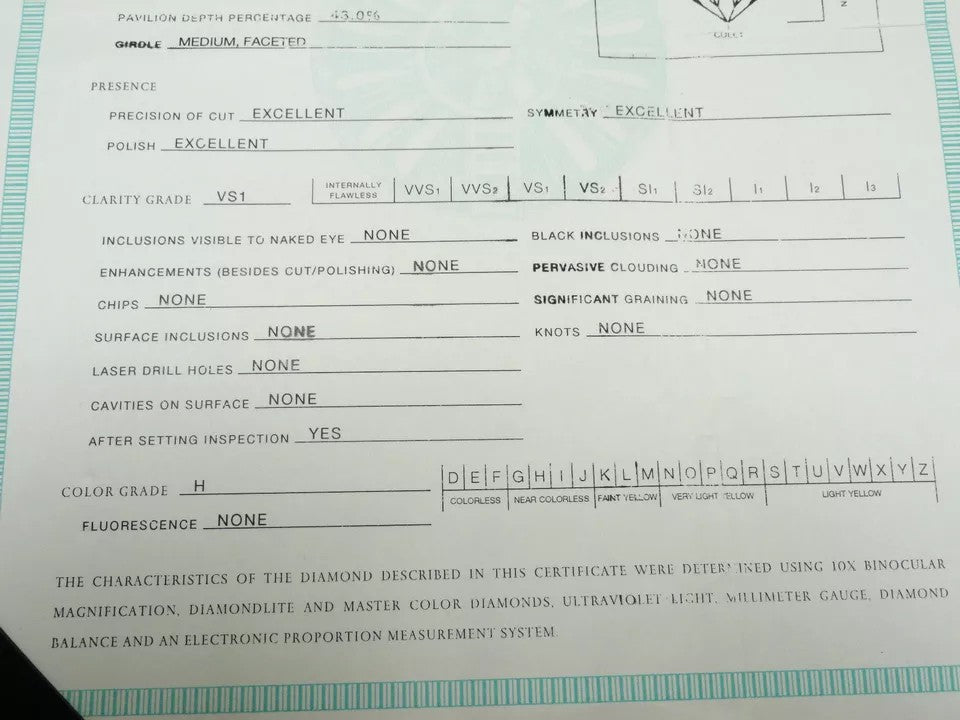 PAVILION DEPTH PERCENTAGE 43.0%
GIRDLE MEDIUM, FACETED
CULET
PRESENCE
PRECISION OF CUT EXCELLENT SYMMETRY EXCELLENT
POLISH EXCELLENT
CLARITY GRADE VS1 INTERNALLY FLAWLESS VVS1 VVS2 VS1 VS2 SI1 SI2 I1 I2 I3
INCLUSIONS VISIBLE TO NAKED EYE NONE BLACK INCLUSIONS NONE
ENHANCEMENTS (BESIDES CUT/POLISHING) NONE PERVASIVE CLOUDING NONE
CHIPS NONE SIGNIFICANT GRAINING NONE
SURFACE INCLUSIONS NONE KNOTS NONE
LASER DRILL HOLES NONE
CAVITIES ON SURFACE NONE
AFTER SETTING INSPECTION YES
COLOR GRADE H D E F G H I J K L M N O P Q R S T U V W X Y Z
COLORLESS NEAR COLORLESS FAINT YELLOW VERY LIGHT YELLOW LIGHT YELLOW
FLUORESCENCE NONE
THE CHARACTERISTICS OF THE DIAMOND DESCRIBED IN THIS CERTIFICATE WERE DETERMINED USING 10X BINOCULAR
MAGNIFICATION, DIAMONDLITE AND MASTER COLOR DIAMONDS, ULTRAVIOLET LIGHT, MILLIMETER GAUGE, DIAMOND
BALANCE AND AN ELECTRONIC PROPORTION MEASUREMENT SYSTEM.